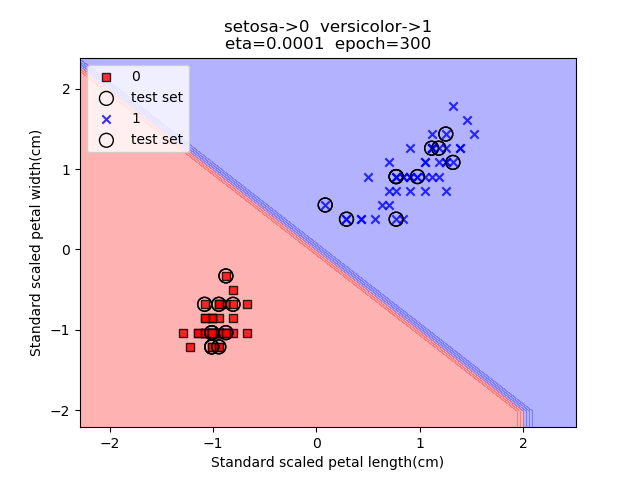 setosa->0  versicolor->1
eta=0.0001  epoch=300
0
test set
1
test set
Standard scaled petal width(cm)
2
1
0
−1
−2
−2
−1
0
1
2
Standard scaled petal length(cm)